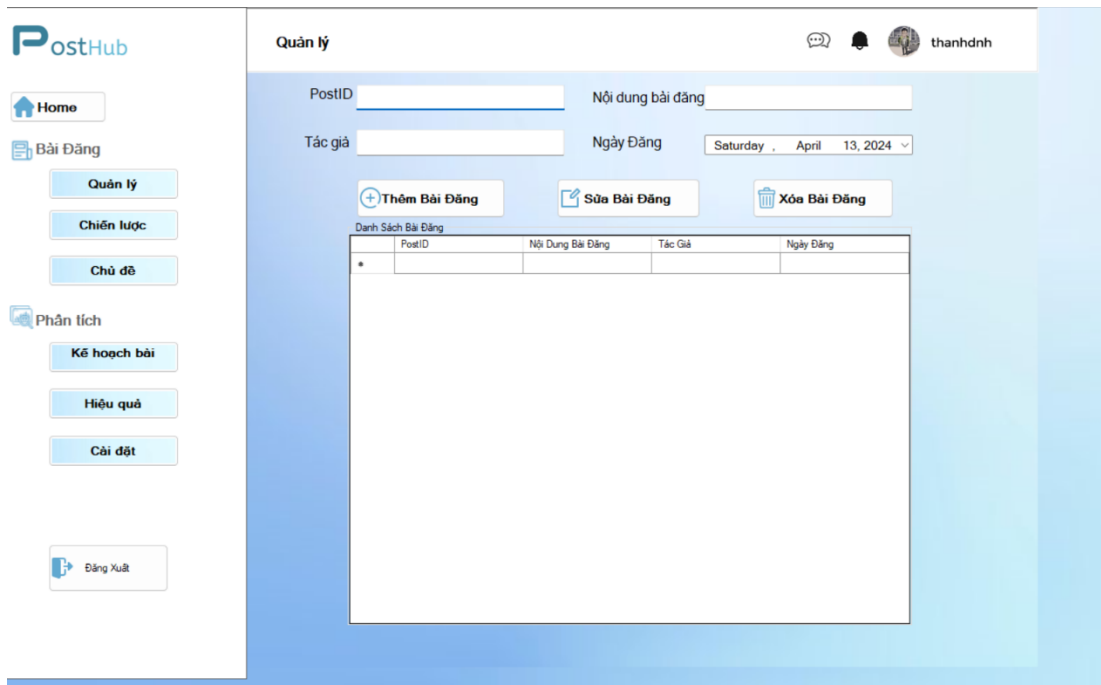 PostHub
Quản lý
thanhdnh
Home
Bài Đăng
Quản lý
Chiến lược
Chủ đề
Phân tích
Kế hoạch bài
Hiệu quả
Cài đặt
Đăng Xuất
PostID
Nội dung bài đăng
Tác giả
Ngày Đăng
Saturday , April 13, 2024
Thêm Bài Đăng
Sửa Bài Đăng
Xóa Bài Đăng
Danh Sách Bài Đăng
PostID Nội Dung Bài Đăng Tác Giả Ngày Đăng